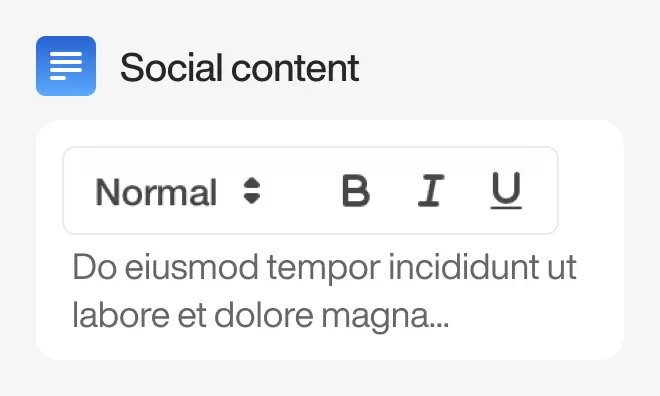 Social content
Normal B I U
Do eiusmod tempor incididunt ut
labore et dolore magna...